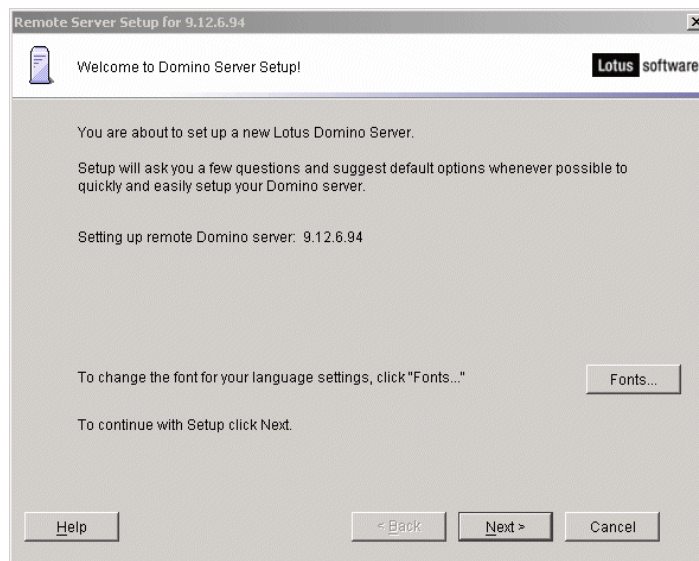 Remote Server Setup for 9.12.6.94
Welcome to Domino Server Setup!
Lotus software
You are about to set up a new Lotus Domino Server.
Setup will ask you a few questions and suggest default options whenever possible to
quickly and easily setup your Domino server.
Setting up remote Domino server: 9.12.6.94
To change the font for your language settings, click "Fonts..."
Fonts...
To continue with Setup click Next.
Help
< Back
Next >
Cancel